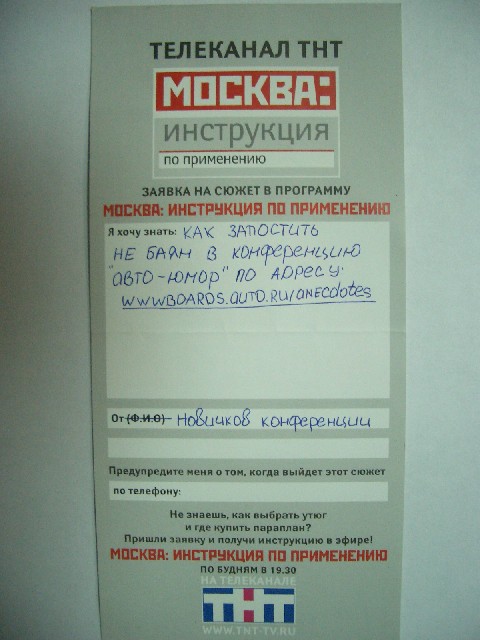 ТЕЛЕКАНАЛ ТНТ
МОСКВА:
инструкция
по применению
ЗАЯВКА НА СЮЖЕТ В ПРОГРАММУ
МОСКВА: ИНСТРУКЦИЯ ПО ПРИМЕНЕНИЮ
Я хочу знать: КАК ЗАПОСТИТЬ
НЕ БАЯН В КОНФЕРЕНЦИЮ
"АВТО-ЮМОР" ПО АДРЕСУ:
WWWBOARDS.AUTO.RU/ANECdotes
От (Ф.И.О) Новичков конференции
Предупредите меня о том, когда выйдет этот сюжет
по телефону:
Не знаешь, как выбрать утюг
и где купить параплан?
Пришли заявку и получи инструкцию в эфире!
МОСКВА: ИНСТРУКЦИЯ ПО ПРИМЕНЕНИЮ
ПО БУДНЯМ В 19.30
НА ТЕЛЕКАНАЛЕ
ТНТ
WWW.TNT-TV.RU